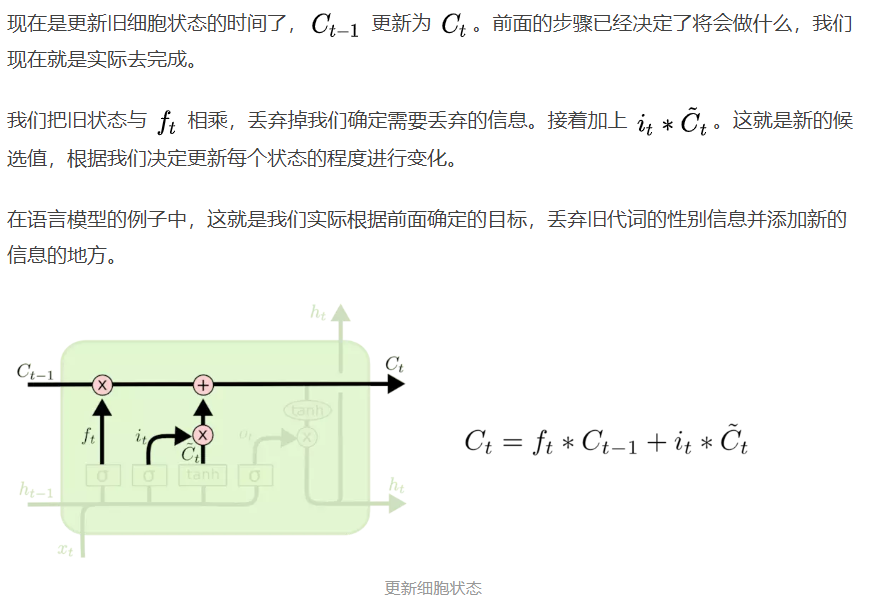 现在是更新旧细胞状态的时间了，C_{t-1} 更新为 C_t 。前面的步骤已经决定了将会做什么，我们
现在就是实际去完成。
我们把旧状态与 f_t 相乘，丢弃掉我们确定需要丢弃的信息。接着加上 i_t * C̃_t 。这就是新的候
选值，根据我们决定更新每个状态的程度进行变化。
在语言模型的例子中，这就是我们实际根据前面确定的目标，丢弃旧代词的性别信息并添加新的
信息的地方。
h_t
C_{t-1}
C_t
x
+
tanh
f_t
i_t
x
o_t
x
C̃_t
σ
σ
tanh
σ
h_{t-1}
h_t
x_t
C_t = f_t * C_{t-1} + i_t * C̃_t
更新细胞状态